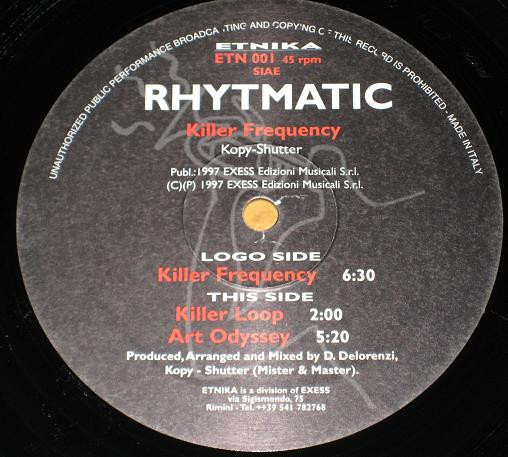 UNAUTHORIZED PUBLIC PERFORMANCE BROADCA TING AND COPYING OF THIS RECORD IS PROHIBITED - MADE IN ITALY
ETNIKA
ETN 001 45 rpm
SIAE
RHYTMATIC
Killer Frequency
Kopy-Shutter
Publ.:1997 EXESS Edizioni Musicali S.r.l.
(C)(P) 1997 EXESS Edizioni Musicali S.r.l.
LOGO SIDE
Killer Frequency 6:30
THIS SIDE
Killer Loop 2:00
Art Odyssey 5:20
Produced, Arranged and Mixed by D. Delorenzi,
Kopy - Shutter (Mister & Master).
ETNIKA is a division of EXESS
via Sigismondo, 75
Rimini - Tel. ++39 541 782768